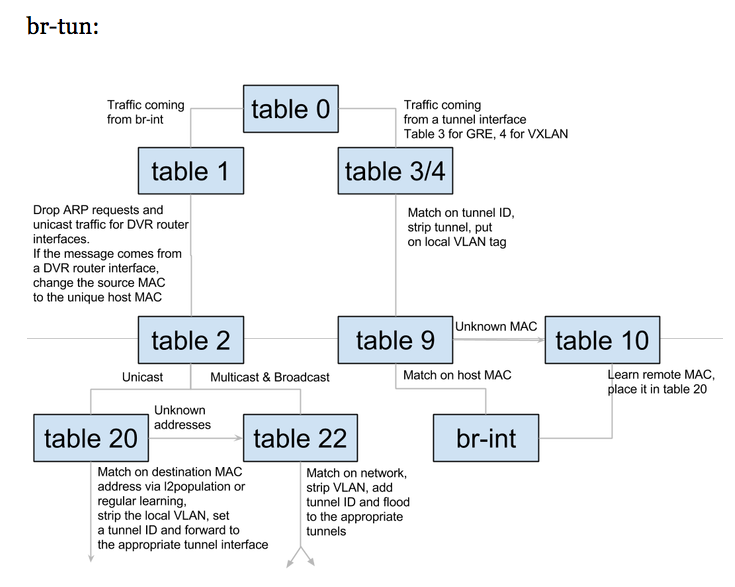 br-tun:
table 0
Traffic coming
from br-int
Traffic coming
from a tunnel interface
Table 3 for GRE, 4 for VXLAN
table 1
table 3/4
Drop ARP requests and
unicast traffic for DVR router
interfaces.
If the message comes from
a DVR router interface,
change the source MAC
to the unique host MAC
Match on tunnel ID,
strip tunnel, put
on local VLAN tag
table 2
table 9
Unknown MAC
table 10
Unicast
Multicast & Broadcast
Match on host MAC
Learn remote MAC,
place it in table 20
table 20
Unknown
addresses
table 22
br-int
Match on destination MAC
address via l2population or
regular learning,
strip the local VLAN, set
a tunnel ID and forward to
the appropriate tunnel interface
Match on network,
strip VLAN, add
tunnel ID and flood
to the appropriate
tunnels